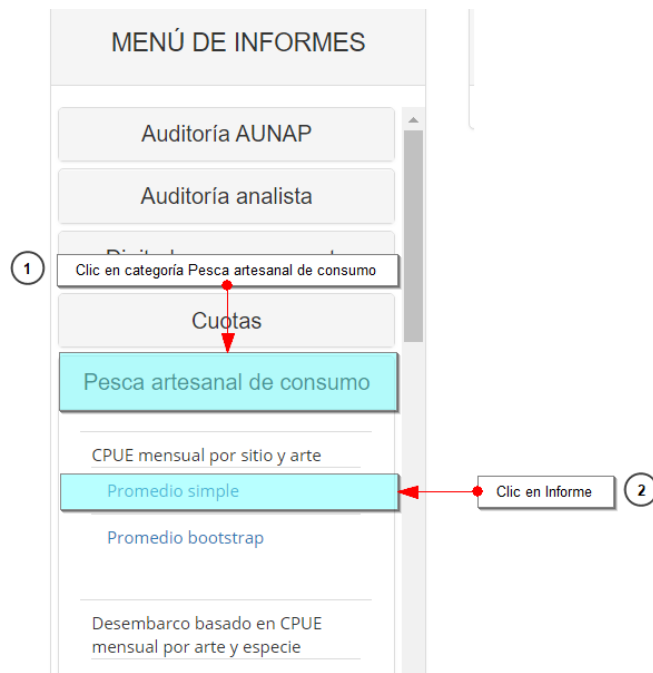 MENÚ DE INFORMES
Auditoría AUNAP
Auditoría analista
1
Clic en categoría Pesca artesanal de consumo
Cuotas
Pesca artesanal de consumo
CPUE mensual por sitio y arte
Promedio simple
Clic en Informe
2
Promedio bootstrap
Desembarco basado en CPUE
mensual por arte y especie